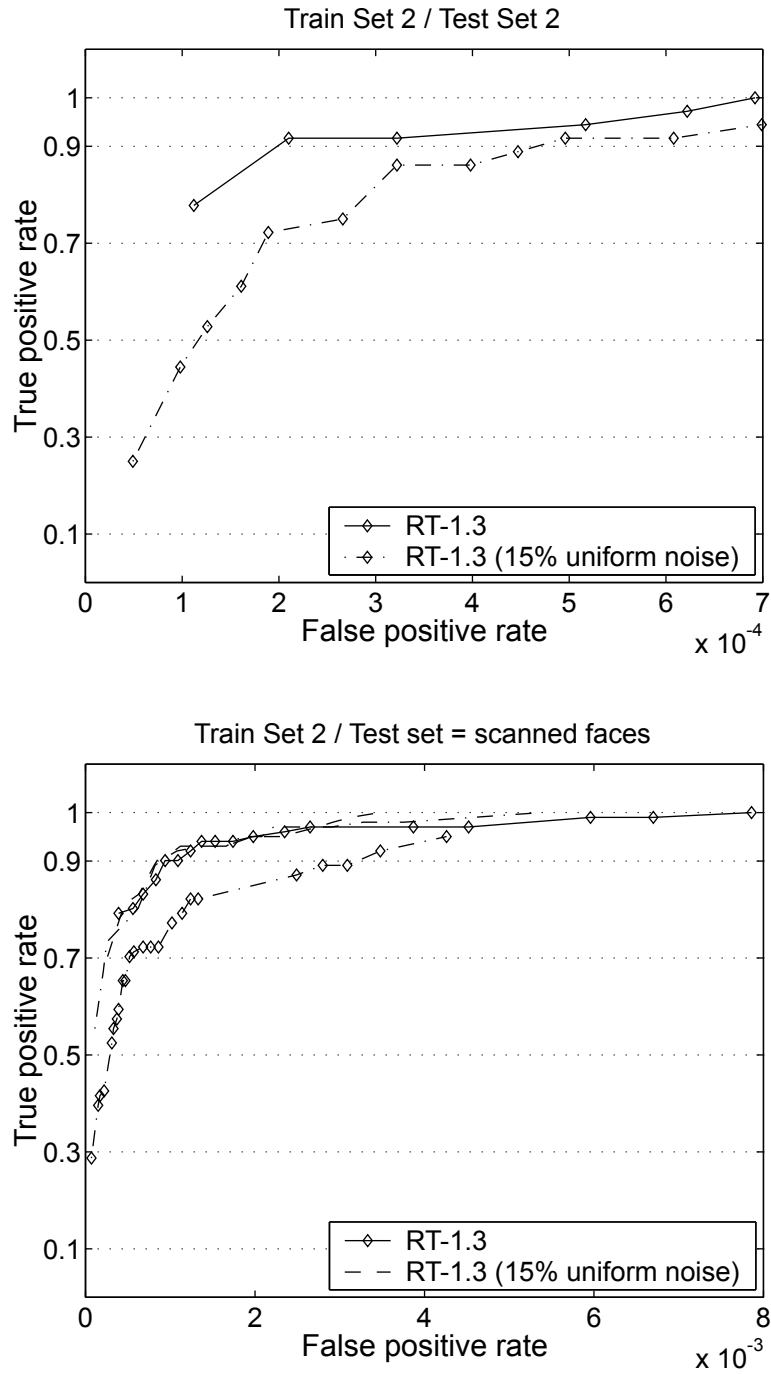 Train Set 2 / Test Set 2
1
0.9
0.7
0.5
0.3
0.1
True positive rate
RT-1.3
RT-1.3 (15% uniform noise)
0 1 2 3 4 5 6 7
False positive rate
x 10⁻⁴
Train Set 2 / Test set = scanned faces
1
0.9
0.7
0.5
0.3
0.1
True positive rate
RT-1.3
RT-1.3 (15% uniform noise)
0 2 4 6 8
False positive rate
x 10⁻³